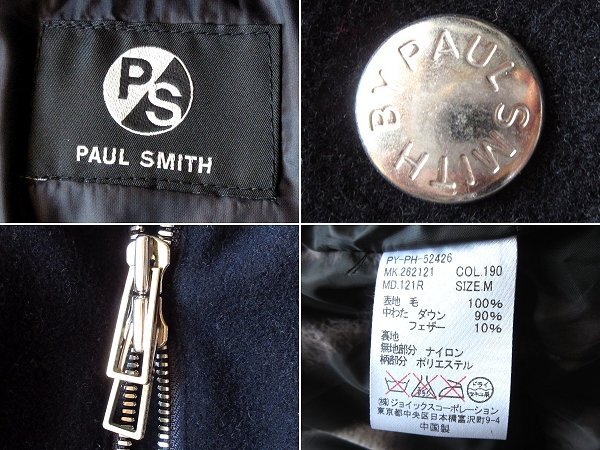 P/S
PAUL SMITH
BY PAUL SMITH
PY-PH-52426
MK.262121 COL.190
MD.121R SIZE.M
表地 毛 100%
中わた ダウン 90%
フェザー 10%
裏地
無地部分 ナイロン
柄部分 ポリエステル
ドライ
㈱ジョイックスコーポレーション
東京都中央区日本橋富沢町9-4
中国製